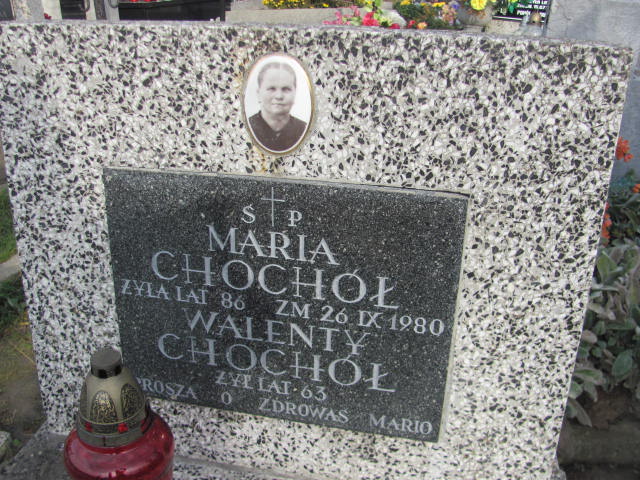 Ś † P
MARIA
CHOCHÓŁ
ŻYŁA LAT 86 ZM 26 IX 1980
WALENTY
CHOCHÓŁ
ŻYŁ LAT 63
PROSZĄ O ZDROWAŚ MARIO